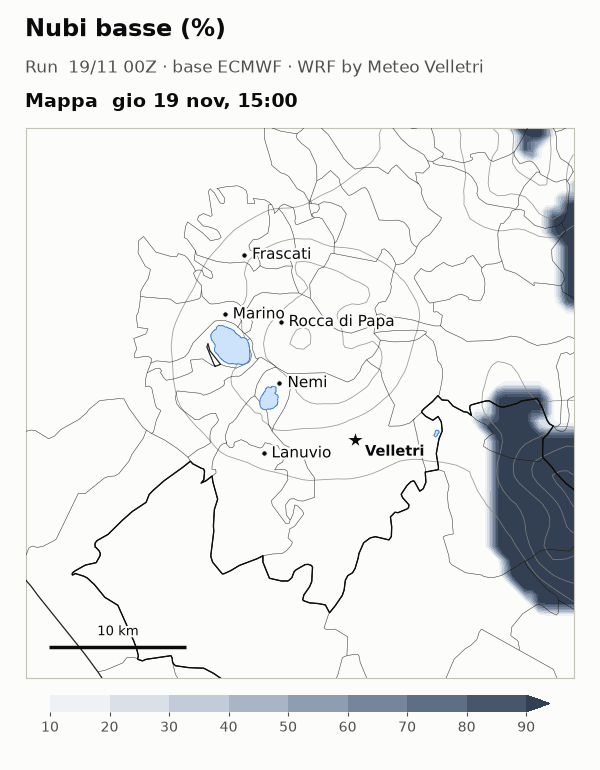 Nubi basse (%)
Run  19/11 00Z · base ECMWF · WRF by Meteo Velletri
Mappa  gio 19 nov, 15:00
Frascati
Marino
Rocca di Papa
Nemi
Velletri
Lanuvio
10 km
10 20 30 40 50 60 70 80 90